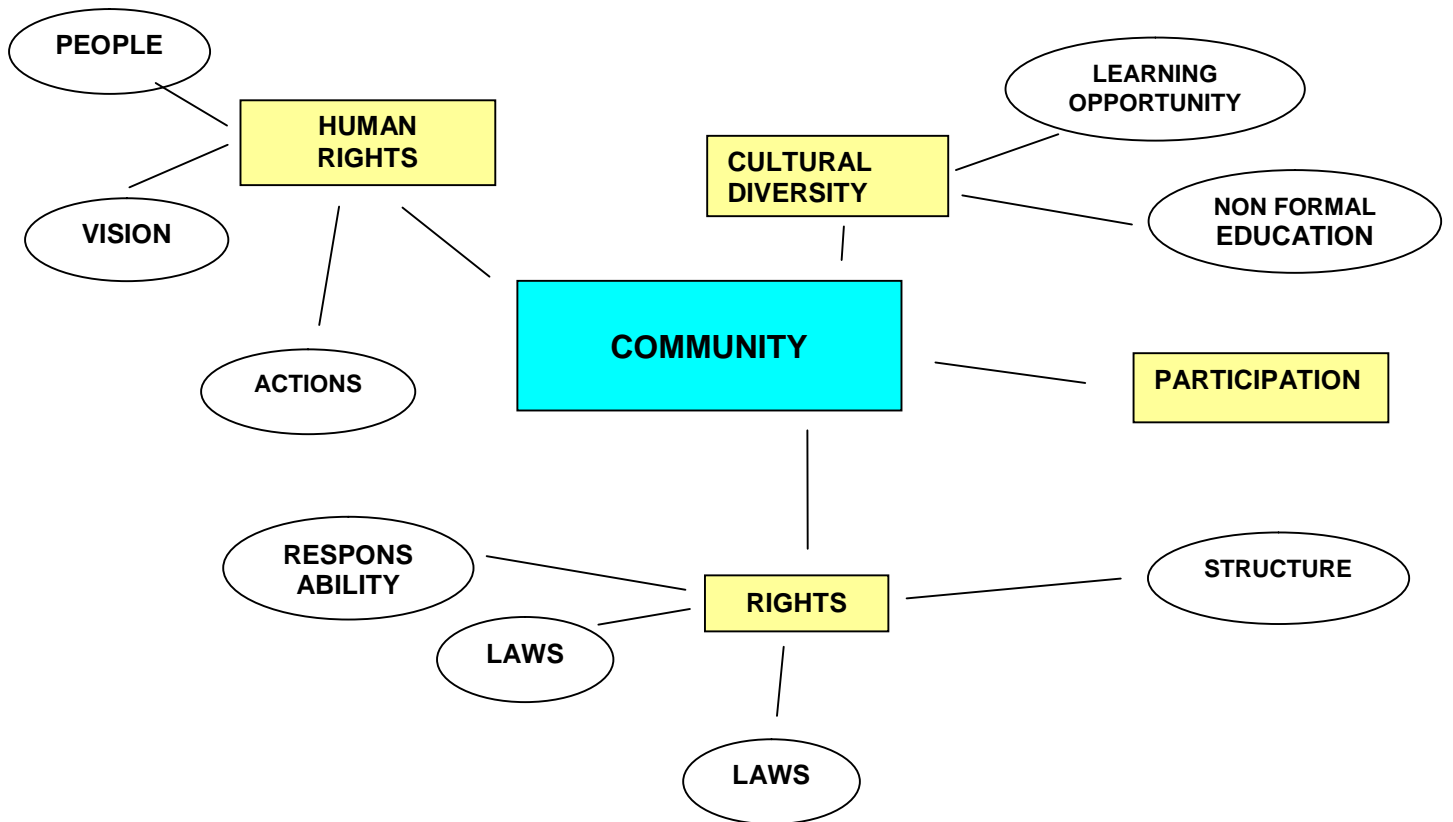 PEOPLE
HUMAN
RIGHTS
VISION
ACTIONS
LEARNING
OPPORTUNITY
CULTURAL
DIVERSITY
NON FORMAL
EDUCATION
COMMUNITY
PARTICIPATION
RESPONS
ABILITY
RIGHTS
STRUCTURE
LAWS
LAWS